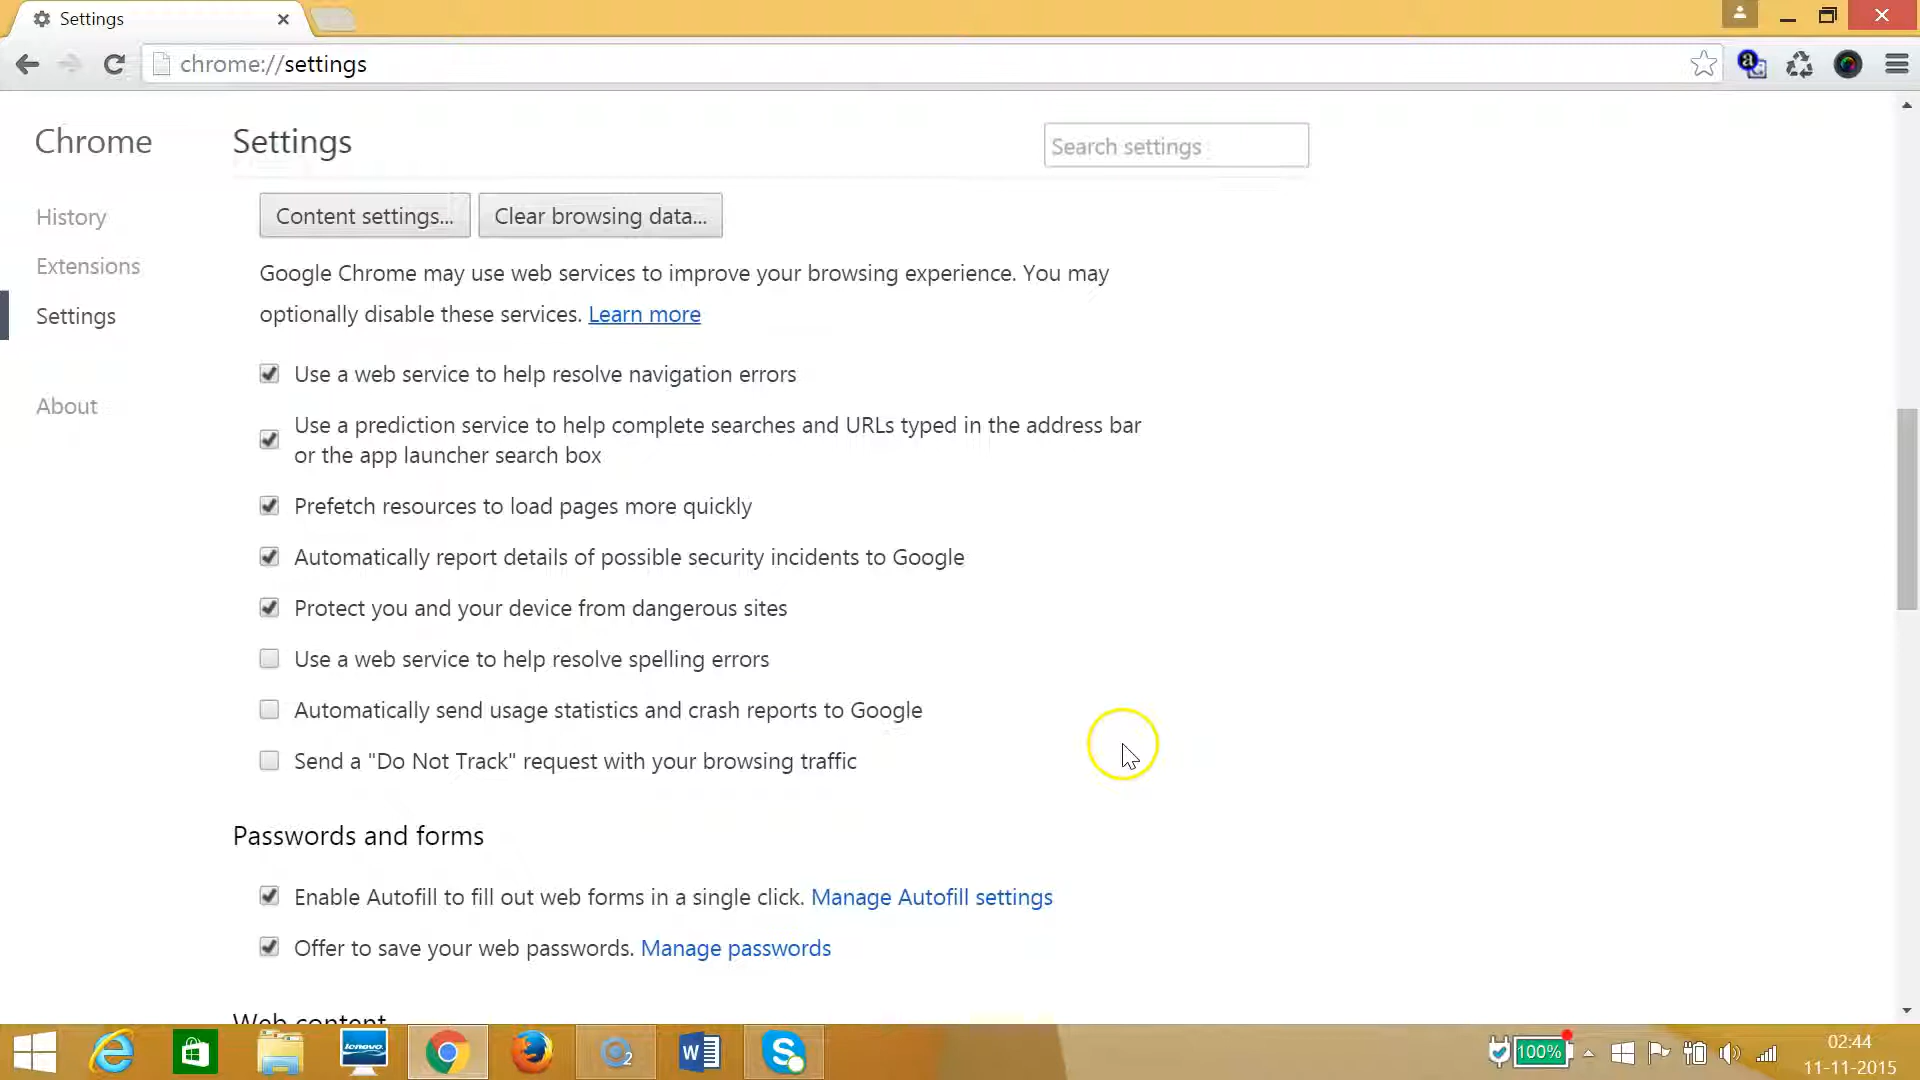 Settings
chrome://settings
Chrome
Settings
Search settings
History
Extensions
Settings
About
Content settings...
Clear browsing data...
Google Chrome may use web services to improve your browsing experience. You may
optionally disable these services. Learn more
Use a web service to help resolve navigation errors
Use a prediction service to help complete searches and URLs typed in the address bar
or the app launcher search box
Prefetch resources to load pages more quickly
Automatically report details of possible security incidents to Google
Protect you and your device from dangerous sites
Use a web service to help resolve spelling errors
Automatically send usage statistics and crash reports to Google
Send a "Do Not Track" request with your browsing traffic
Passwords and forms
Enable Autofill to fill out web forms in a single click. Manage Autofill settings
Offer to save your web passwords. Manage passwords
Web content
lenovo
2
W
S
100%
02:44
11-11-2015